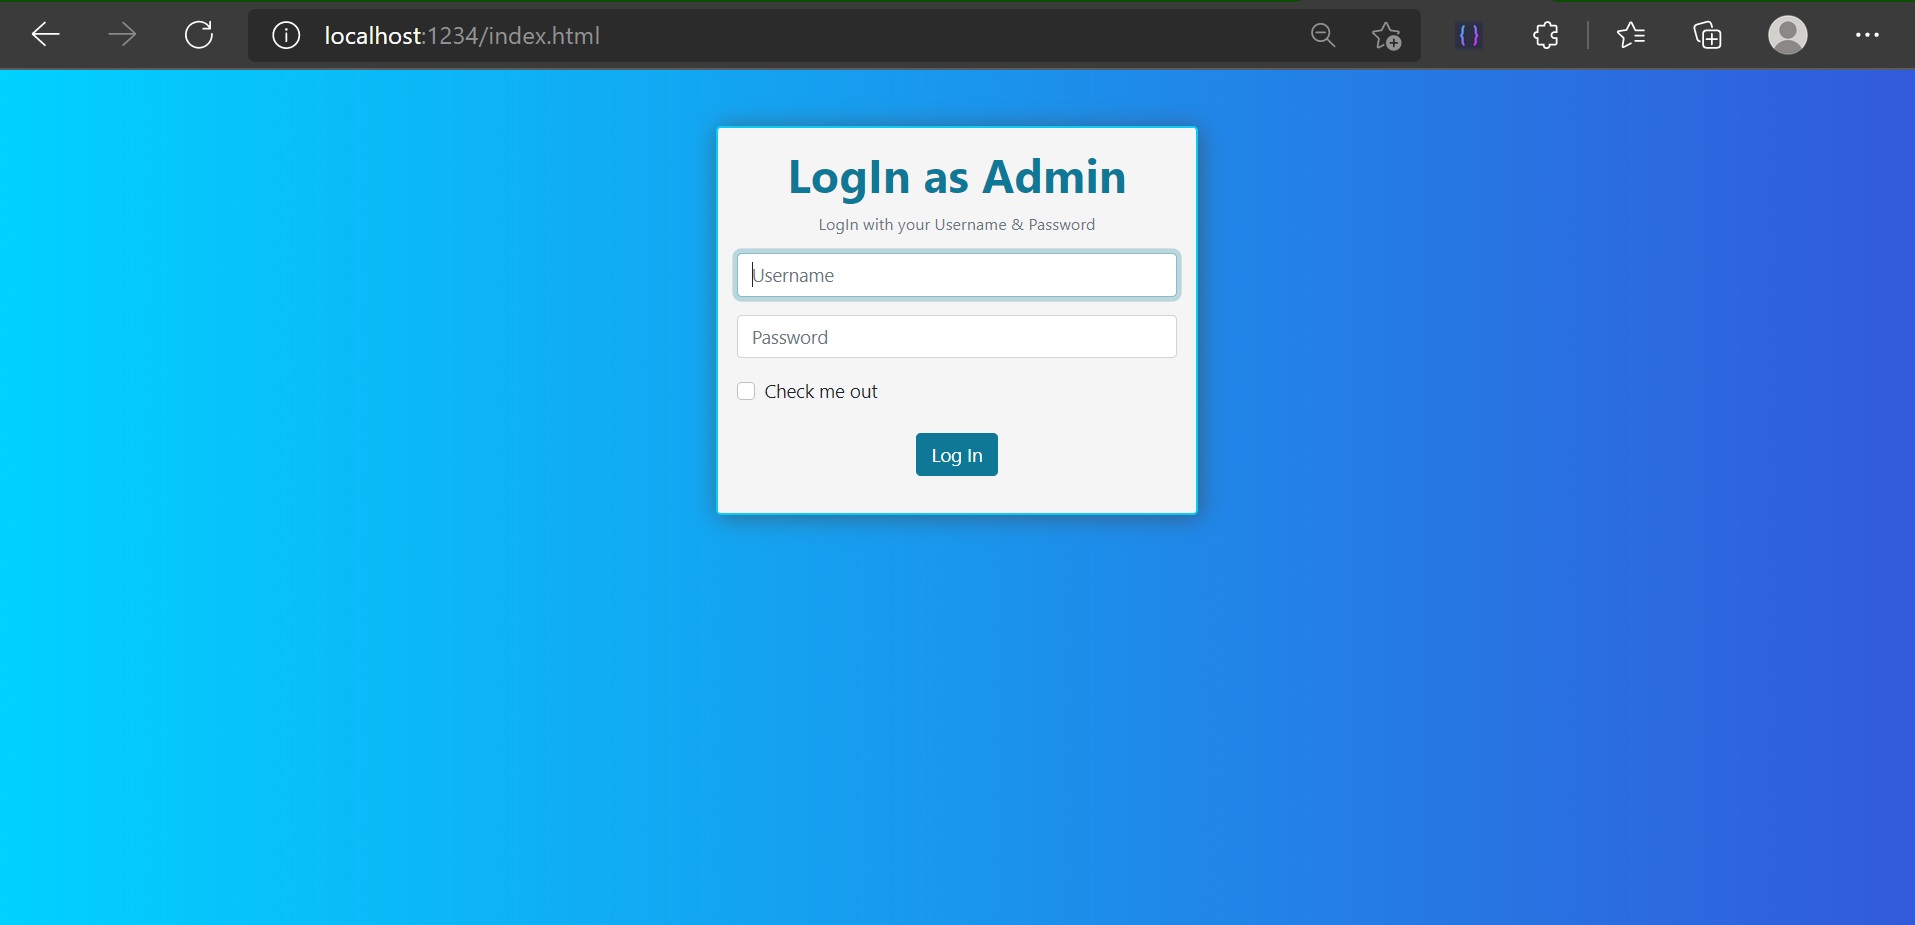 localhost:1234/index.html
LogIn as Admin
LogIn with your Username & Password
Username
Password
Check me out
Log In